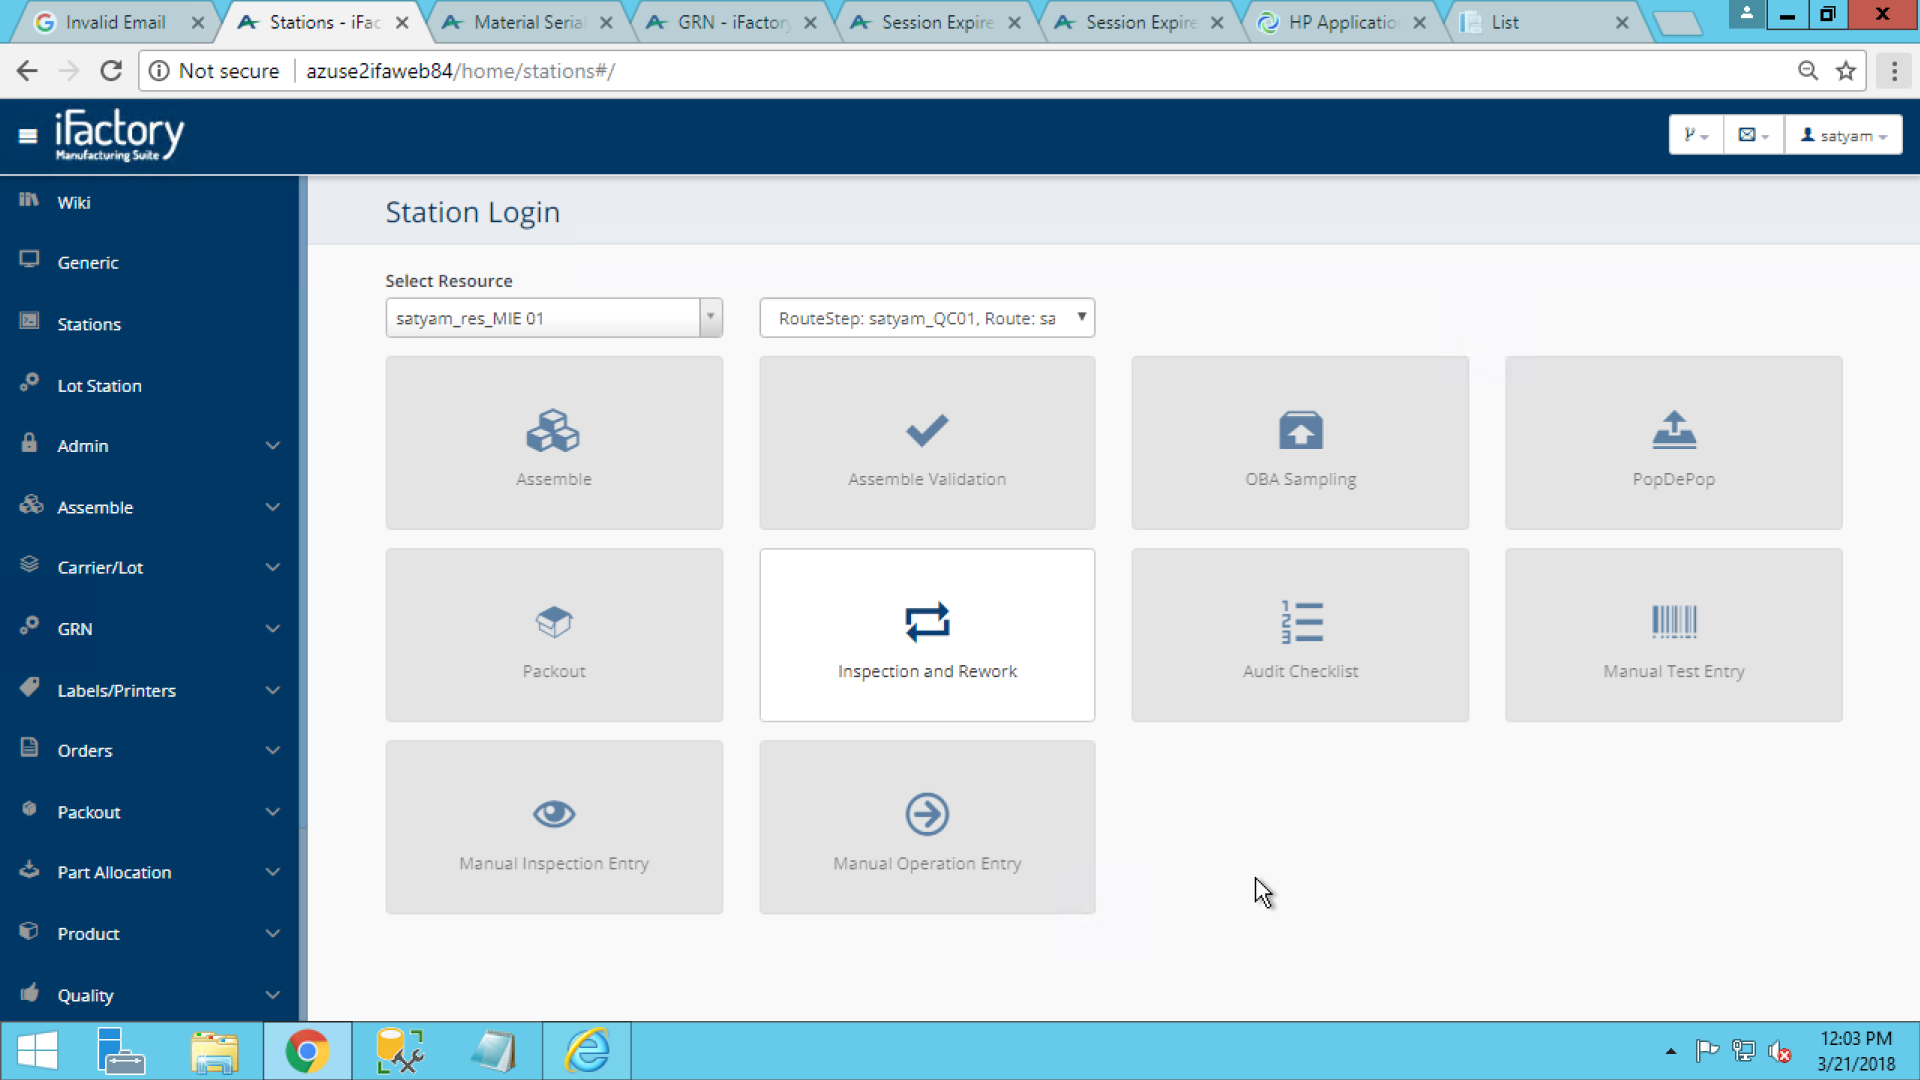 Invalid Email
Stations - iFac
Material Serial
GRN - iFactory
Session Expire
Session Expire
HP Applicatio
List
Not secure
azuse2ifaweb84/home/stations#/
iFactory
Manufacturing Suite
satyam
Wiki
Generic
Stations
Lot Station
Admin
Assemble
Carrier/Lot
GRN
Labels/Printers
Orders
Packout
Part Allocation
Product
Quality
Station Login
Select Resource
satyam_res_MIE 01
RouteStep: satyam_QC01, Route: sa
Assemble
Assemble Validation
OBA Sampling
PopDePop
Packout
Inspection and Rework
Audit Checklist
Manual Test Entry
Manual Inspection Entry
Manual Operation Entry
12:03 PM
3/21/2018